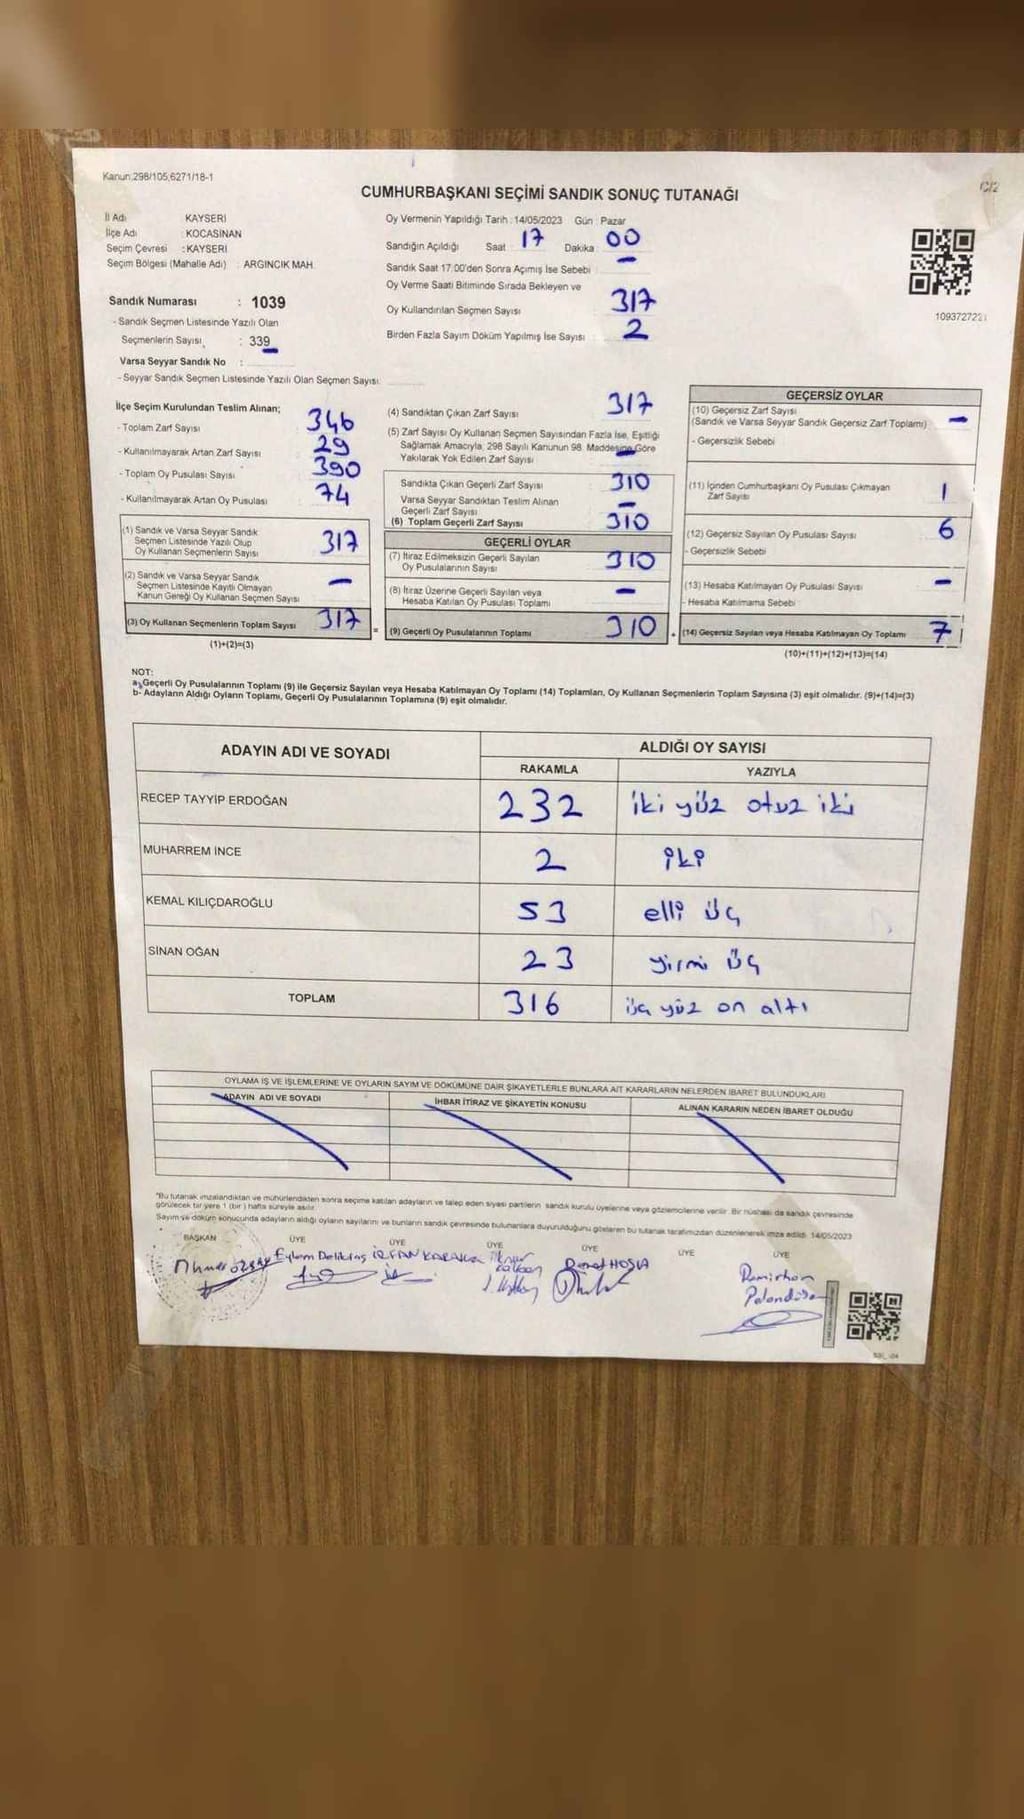 Kanun,298/105,6271/18-1
C/2
CUMHURBAŞKANI SEÇİMİ SANDIK SONUÇ TUTANAĞI
İl Adı KAYSERİ
İlçe Adı : KOCASİNAN
Seçim Çevresi : KAYSERİ
Seçim Bölgesi (Mahalle Adı) : ARGINCIK MAH.
Sandık Numarası : 1039
- Sandık Seçmen Listesinde Yazılı Olan
Seçmenlerin Sayısı : 339
Varsa Seyyar Sandık No :
- Seyyar Sandık Seçmen Listesinde Yazılı Olan Seçmen Sayısı:
Oy Vermenin Yapıldığı Tarih : 14/05/2023 Gün : Pazar
Sandığın Açıldığı Saat 17 Dakika : 00
Sandık Saat 17:00'den Sonra Açımış İse Sebebi : -
Oy Verme Saati Bitiminde Sırada Bekleyen ve
Oy Kullandırılan Seçmen Sayısı 317
Birden Fazla Sayım Döküm Yapılmış İse Sayısı : 2
1093727221
İlçe Seçim Kurulundan Teslim Alınan;
- Toplam Zarf Sayısı 346
- Kullanılmayarak Artan Zarf Sayısı 29
- Toplam Oy Pusulası Sayısı 390
- Kullanılmayarak Artan Oy Pusulası 74
(1) Sandık ve Varsa Seyyar Sandık
Seçmen Listesinde Yazılı Olup
Oy Kullanan Seçmenlerin Sayısı 317
(2) Sandık ve Varsa Seyyar Sandık
Seçmen Listesinde Kayıtlı Olmayan
Kanun Gereği Oy Kullanan Seçmen Sayısı -
(3) Oy Kullanan Seçmenlerin Toplam Sayısı 317 =
(1)+(2)=(3)
(4) Sandıktan Çıkan Zarf Sayısı 317
(5) Zarf Sayısı Oy Kullanan Seçmen Sayısından Fazla İse, Eşitliği
Sağlamak Amacıyla, 298 Sayılı Kanunun 98. Maddesine Göre
Yakılarak Yok Edilen Zarf Sayısı -
Sandıkta Çıkan Geçerli Zarf Sayısı 310
Varsa Seyyar Sandıktan Teslim Alınan
Geçerli Zarf Sayısı -
(6) Toplam Geçerli Zarf Sayısı 310
GEÇERLİ OYLAR
(7) İtiraz Edilmeksizin Geçerli Sayılan
Oy Pusulalarının Sayısı 310
(8) İtiraz Üzerine Geçerli Sayılan veya
Hesaba Katılan Oy Pusulası Toplamı -
(9) Geçerli Oy Pusulalarının Toplamı 310 +
GEÇERSİZ OYLAR
(10) Geçersiz Zarf Sayısı
(Sandık ve Varsa Seyyar Sandık Geçersiz Zarf Toplamı) -
- Geçersizlik Sebebi
(11) İçinden Cumhurbaşkanı Oy Pusulası Çıkmayan
Zarf Sayısı 1
(12) Geçersiz Sayılan Oy Pusulası Sayısı 6
- Geçersizlik Sebebi
(13) Hesaba Katılmayan Oy Pusulası Sayısı -
- Hesaba Katılmama Sebebi
(14) Geçersiz Sayılan veya Hesaba Katılmayan Oy Toplamı 7
(10)+(11)+(12)+(13)=(14)
NOT:
a- Geçerli Oy Pusulalarının Toplamı (9) ile Geçersiz Sayılan veya Hesaba Katılmayan Oy Toplamı (14) Toplamları, Oy Kullanan Seçmenlerin Toplam Sayısına (3) eşit olmalıdır. (9)+(14)=(3)
b- Adayların Aldığı Oyların Toplamı, Geçerli Oy Pusulalarının Toplamına (9) eşit olmalıdır.
ADAYIN ADI VE SOYADI ALDIĞI OY SAYISI
RAKAMLA YAZIYLA
RECEP TAYYİP ERDOĞAN 232 iki yüz otuz iki
MUHARREM İNCE 2 iki
KEMAL KILIÇDAROĞLU 53 elli üç
SİNAN OĞAN 23 yirmi üç
TOPLAM 316 üç yüz on altı
OYLAMA İŞ VE İŞLEMLERİNE VE OYLARIN SAYIM VE DÖKÜMÜNE DAİR ŞİKAYETLERLE BUNLARA AİT KARARLARIN NELERDEN İBARET BULUNDUKLARI
ADAYIN ADI VE SOYADI İHBAR İTİRAZ VE ŞİKAYETİN KONUSU ALINAN KARARIN NEDEN İBARET OLDUĞU
"Bu tutanak imzalandıktan ve mühürlendikten sonra seçime katılan adayların ve talep eden siyasi partilerin sandık kurulu üyelerine veya gözlemcilerine verilir. Bir nüshası da sandık çevresinde
görülecek bir yere 1 (bir) hafta süreyle asılır.
Sayım ve döküm sonucunda adayların aldığı oyların sayılarını ve bunların sandık çevresinde bulunanlara duyurulduğunu gösteren bu tutanak tarafımızdan düzenlenerek imza edildi. 14/05/2023
BAŞKAN ÜYE ÜYE ÜYE ÜYE ÜYE ÜYE
Eylem İRFAN HOŞLA
Demirhan